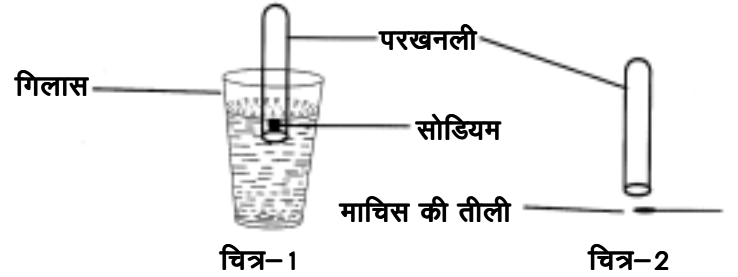 परखनली
गिलास
सोडियम
माचिस की तीली
चित्र-1
चित्र-2